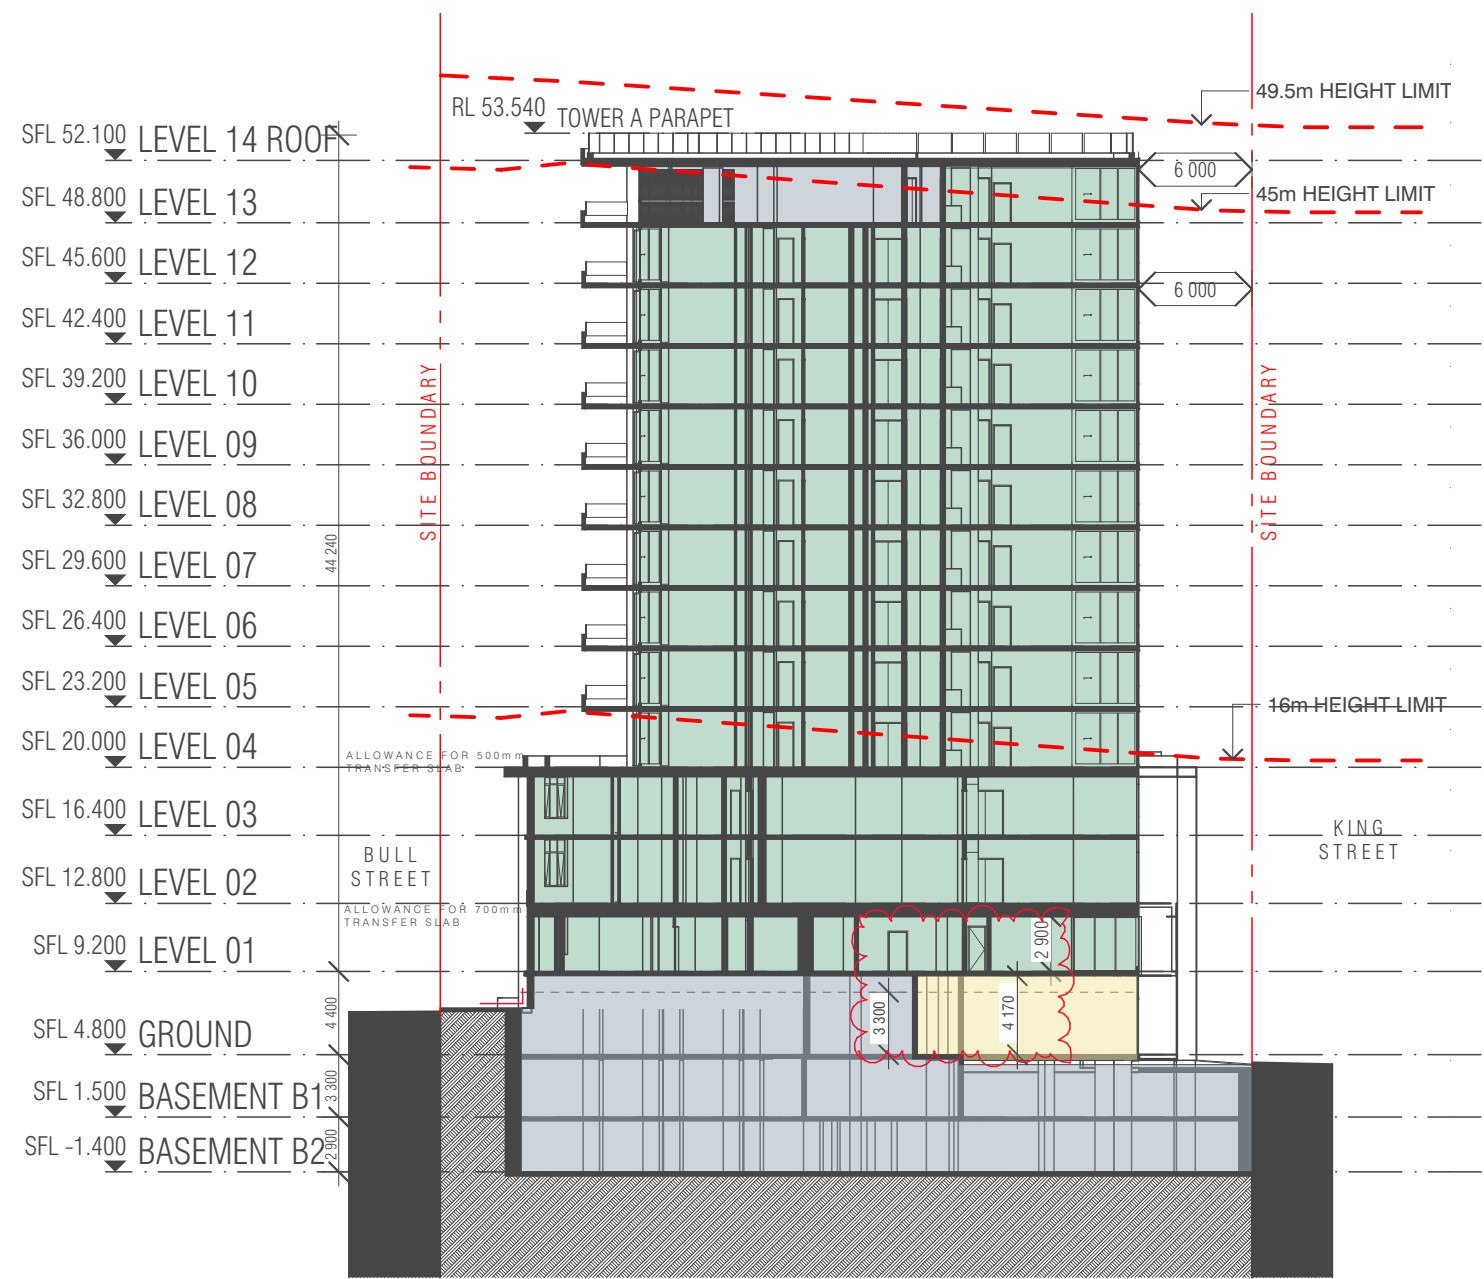 49.5m HEIGHT LIMIT
RL 53.540 TOWER A PARAPET
SFL 52.100 LEVEL 14 ROOF
6 000
45m HEIGHT LIMIT
SFL 48.800 LEVEL 13
SFL 45.600 LEVEL 12
6 000
SFL 42.400 LEVEL 11
SFL 39.200 LEVEL 10
SITE BOUNDARY
SITE BOUNDARY
SFL 36.000 LEVEL 09
SFL 32.800 LEVEL 08
44 240
SFL 29.600 LEVEL 07
SFL 26.400 LEVEL 06
SFL 23.200 LEVEL 05
16m HEIGHT LIMIT
SFL 20.000 LEVEL 04
ALLOWANCE FOR 500mm
TRANSFER SLAB
SFL 16.400 LEVEL 03
KING
STREET
BULL
STREET
SFL 12.800 LEVEL 02
ALLOWANCE FOR 700mm
TRANSFER SLAB
SFL 9.200 LEVEL 01
2 900
4 400
3 300
4 170
SFL 4.800 GROUND
SFL 1.500 BASEMENT B1
3 300
SFL -1.400 BASEMENT B2
2 900